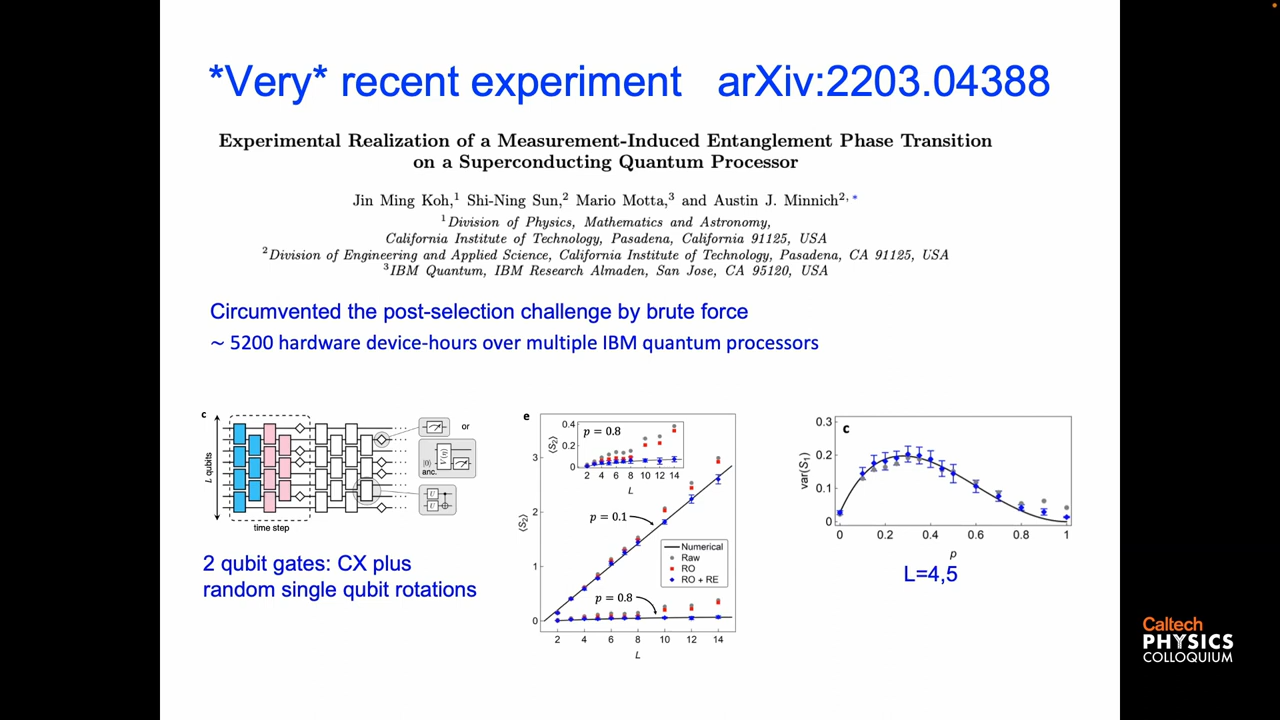 *Very* recent experiment arXiv:2203.04388
Experimental Realization of a Measurement-Induced Entanglement Phase Transition
on a Superconducting Quantum Processor
Jin Ming Koh,1 Shi-Ning Sun,2 Mario Motta,3 and Austin J. Minnich2, *
1Division of Physics, Mathematics and Astronomy,
California Institute of Technology, Pasadena, California 91125, USA
2Division of Engineering and Applied Science, California Institute of Technology, Pasadena, CA 91125, USA
3IBM Quantum, IBM Research Almaden, San Jose, CA 95120, USA
Circumvented the post-selection challenge by brute force
~ 5200 hardware device-hours over multiple IBM quantum processors
c
L qubits
or
|0⟩
anc.
V(η)
U
U
time step
2 qubit gates: CX plus
random single qubit rotations
e
0.4
0.2
0
p = 0.8
⟨S2⟩
2 4 6 8 10 12 14
L
3
2
1
0
⟨S2⟩
p = 0.1
Numerical
Raw
RO
RO + RE
p = 0.8
2 4 6 8 10 12 14
L
c
0.3
0.2
0.1
0
var(S1)
0 0.2 0.4 0.6 0.8 1
p
L=4,5
Caltech
PHYSICS
COLLOQUIUM